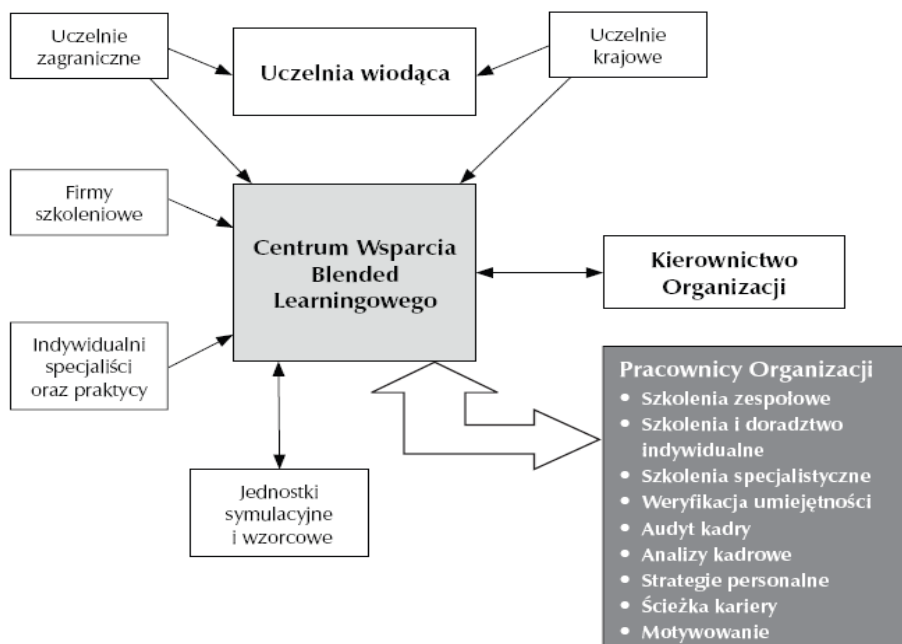 Uczelnie
zagraniczne
Uczelnia wiodąca
Uczelnie
krajowe
Firmy
szkoleniowe
Centrum Wsparcia
Blended
Learningowego
Kierownictwo
Organizacji
Indywidualni
specjaliści
oraz praktycy
Jednostki
symulacyjne
i wzorcowe
Pracownicy Organizacji
• Szkolenia zespołowe
• Szkolenia i doradztwo
indywidualne
• Szkolenia specjalistyczne
• Weryfikacja umiejętności
• Audyt kadry
• Analizy kadrowe
• Strategie personalne
• Ścieżka kariery
• Motywowanie